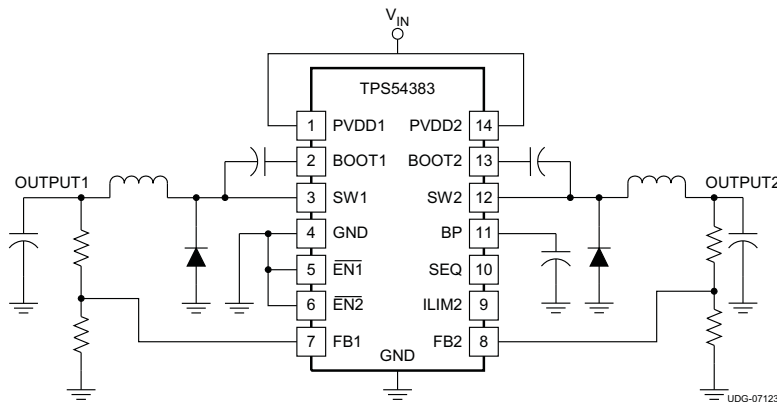 VIN
TPS54383
1 PVDD1 PVDD2 14
2 BOOT1 BOOT2 13
OUTPUT1 OUTPUT2
3 SW1 SW2 12
4 GND BP 11
5 EN1 SEQ 10
6 EN2 ILIM2 9
7 FB1 FB2 8
GND
UDG-07123